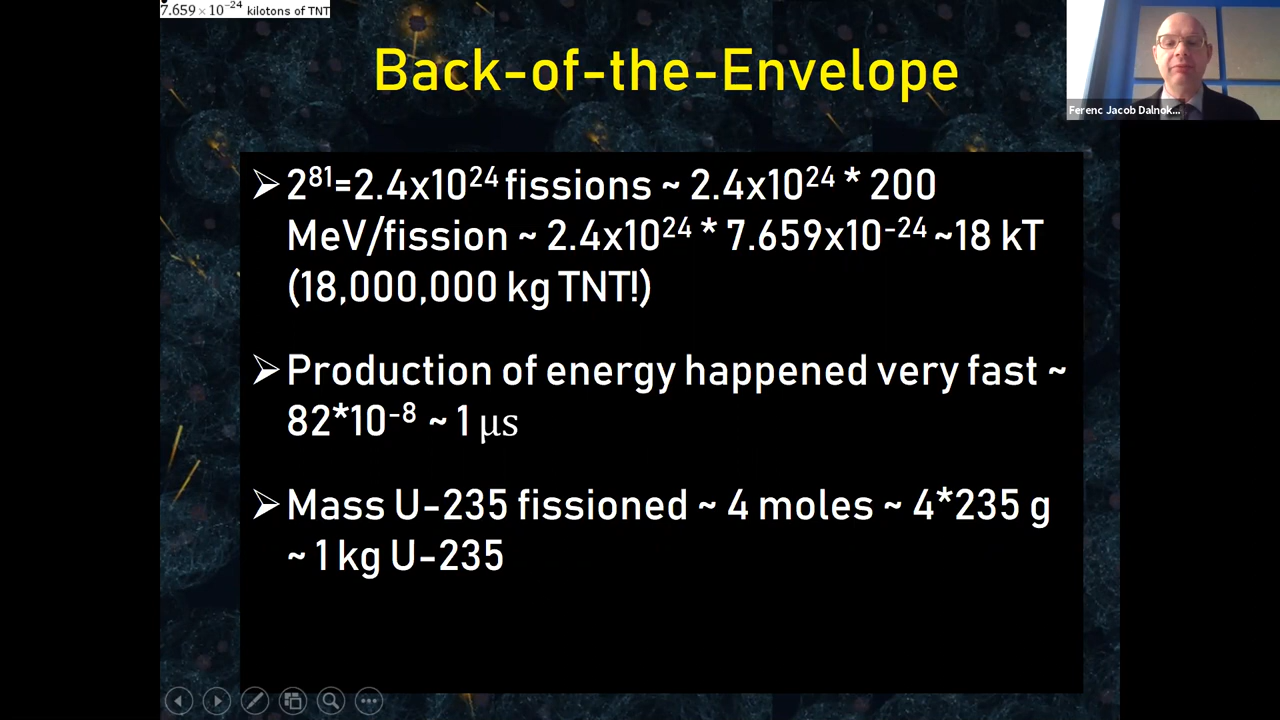 7.659×10⁻²⁴ kilotons of TNT
Back-of-the-Envelope
Ferenc Jacob Dalnok...
➢2⁸¹=2.4x10²⁴ fissions ~ 2.4x10²⁴ * 200
MeV/fission ~ 2.4x10²⁴ * 7.659x10⁻²⁴ ~18 kT
(18,000,000 kg TNT!)
➢Production of energy happened very fast ~
82*10⁻⁸ ~ 1 μs
➢Mass U-235 fissioned ~ 4 moles ~ 4*235 g
~ 1 kg U-235